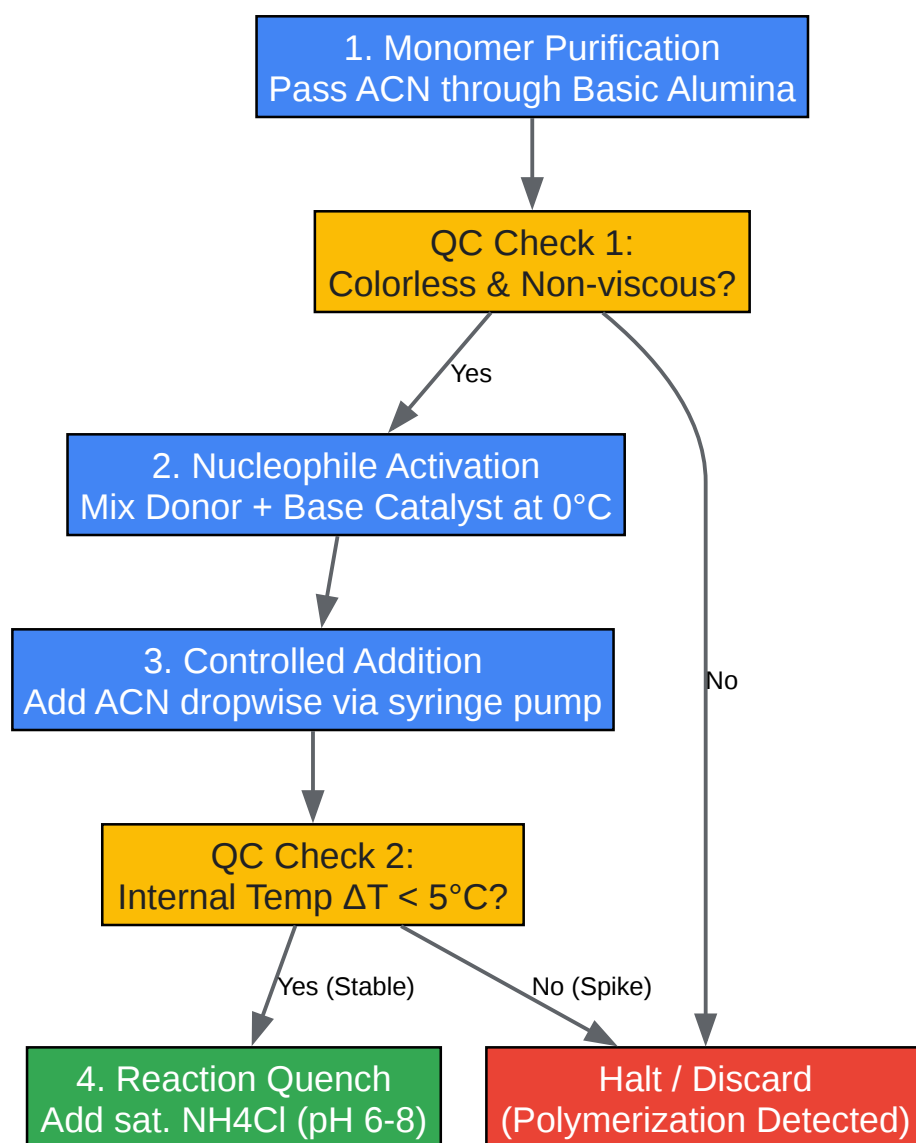 1. Monomer Purification
Pass ACN through Basic Alumina
QC Check 1:
Colorless & Non-viscous?
Yes
2. Nucleophile Activation
Mix Donor + Base Catalyst at 0°C
3. Controlled Addition
Add ACN dropwise via syringe pump
No
QC Check 2:
Internal Temp ΔT < 5°C?
Yes (Stable)
No (Spike)
4. Reaction Quench
Add sat. NH4Cl (pH 6-8)
Halt / Discard
(Polymerization Detected)